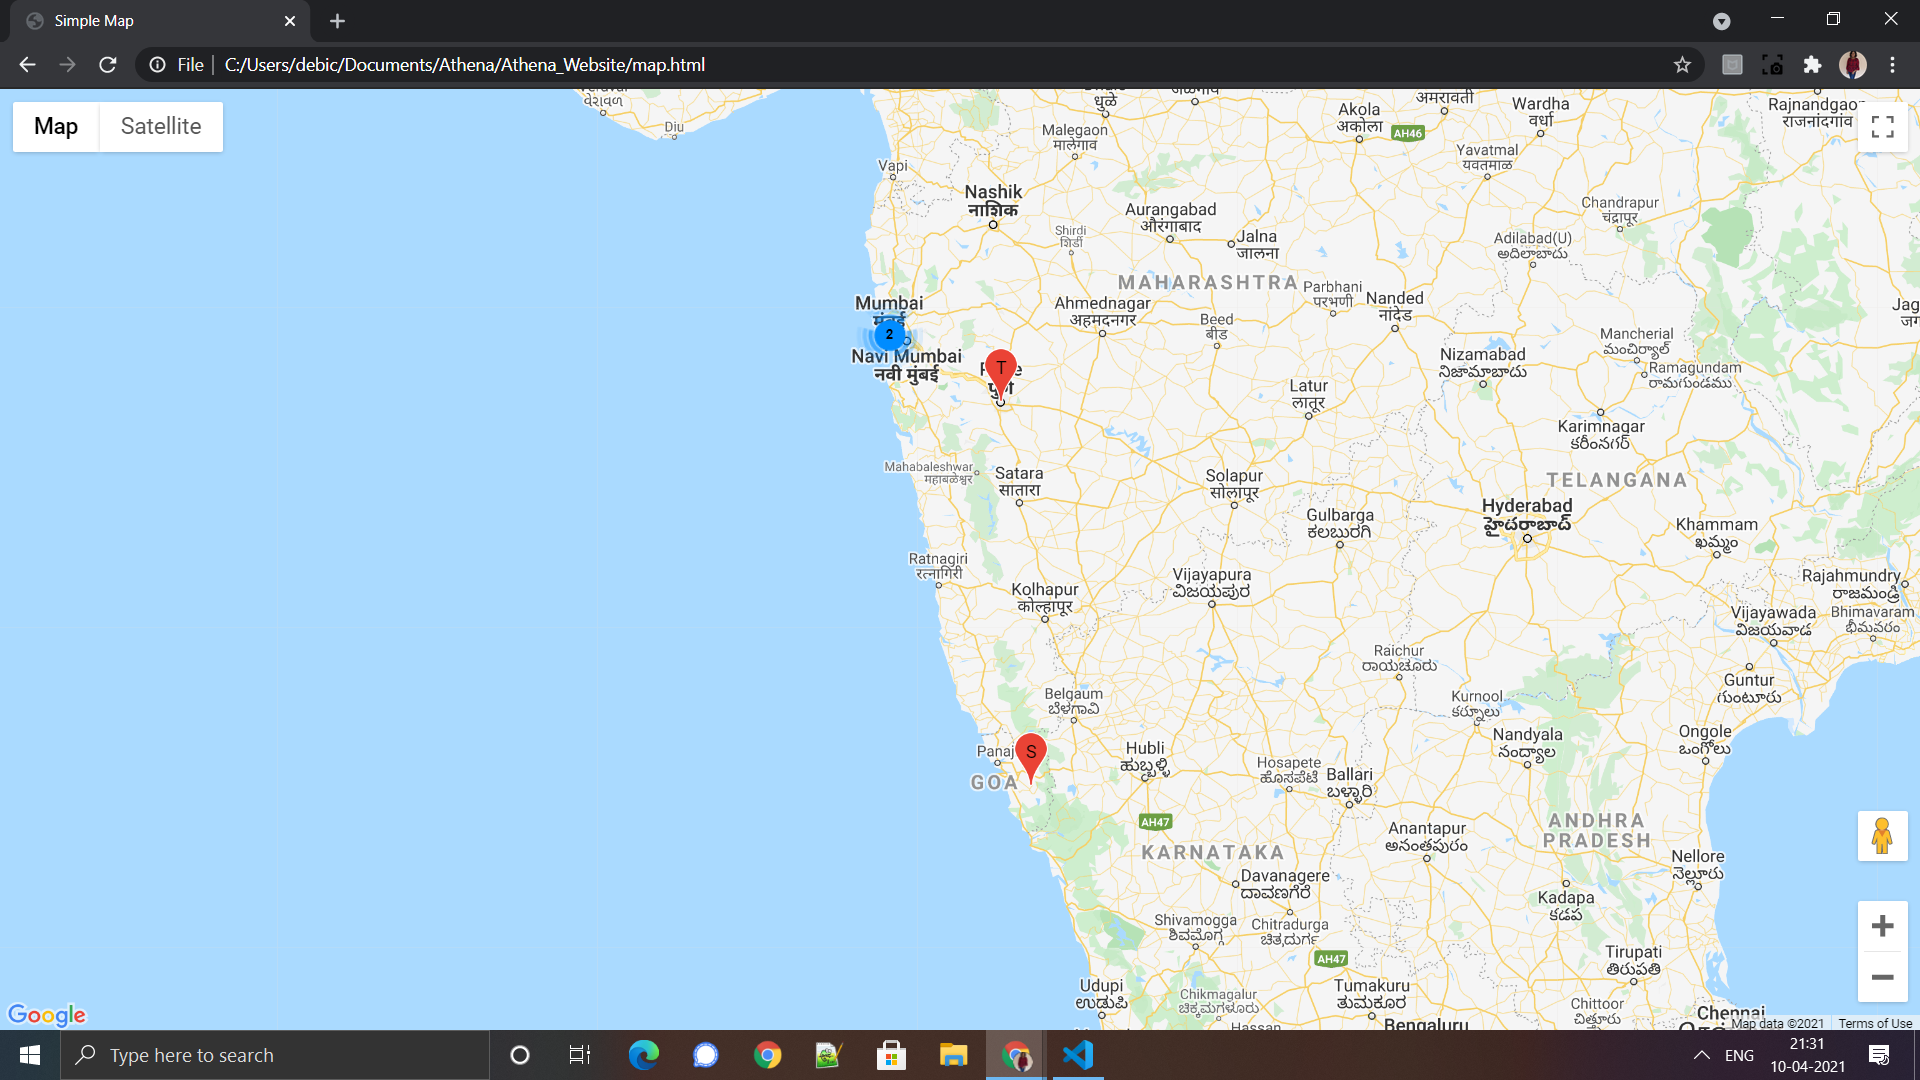 Simple Map
File
C:/Users/debic/Documents/Athena/Athena_Website/map.html
Map
Satellite
વેરાવળ
Diu
धुळे
Malegaon
मालेगाव
Akola
अकोला
AH46
अमरावती
Wardha
वर्धा
राजनांदगांव
Vapi
Yavatmal
यवतमाळ
Nashik
नाशिक
Aurangabad
औरंगाबाद
Shirdi
शिर्डी
Jalna
जालना
Chandrapur
चंद्रपूर
Adilabad(U)
అదిలాబాదు
MAHARASHTRA
Parbhani
परभणी
Nanded
नांदेड
Mumbai
2
Navi Mumbai
नवी मुंबई
Ahmednagar
अहमदनगर
Beed
बीड
Mancherial
మంచిర్యాల్
Nizamabad
నిజామాబాదు
Ramagundam
రామగుండము
T
Latur
लातूर
Karimnagar
కరీంనగర్
Mahabaleshwar
महाबळेश्वर
Satara
सातारा
Solapur
सोलापूर
TELANGANA
Gulbarga
ಕಲಬುರಗಿ
Hyderabad
హైదరాబాద్
Khammam
ఖమ్మం
Ratnagiri
रत्नागिरी
Kolhapur
कोल्हापूर
Vijayapura
ವಿಜಯಪುರ
Rajahmundry
రాజమండ్రి
Vijayawada
విజయవాడ
Bhimavaram
భీమవరం
Raichur
ರಾಯಚೂರು
Belgaum
ಬೆಳಗಾವಿ
Kurnool
కర్నూలు
Guntur
గుంటూరు
S
GOA
Hubli
ಹುಬ್ಬಳ್ಳಿ
Hosapete
ಹೊಸಪೆಟೆ
Ballari
ಬಳ್ಳಾರಿ
Nandyala
నంద్యాల
Ongole
ఒంగోలు
AH47
KARNATAKA
Anantapur
అనంతపురం
ANDHRA
PRADESH
Nellore
నెల్లూరు
Davanagere
ದಾವಣಗೆರೆ
Kadapa
కడప
Shivamogga
ಶಿವಮೊಗ್ಗ
Chitradurga
ಚಿತ್ರದುರ್ಗ
AH47
Tirupati
తిరుపతి
Udupi
ಉಡುಪಿ
Chikmagalur
ಚಿಕ್ಕಮಗಳೂರು
Hassan
Tumakuru
ತುಮಕೂರ
Bengaluru
Chittoor
చిత్తూరు
Chennai
Google
Map data ©2021
Terms of Use
Type here to search
ENG
21:31
10-04-2021